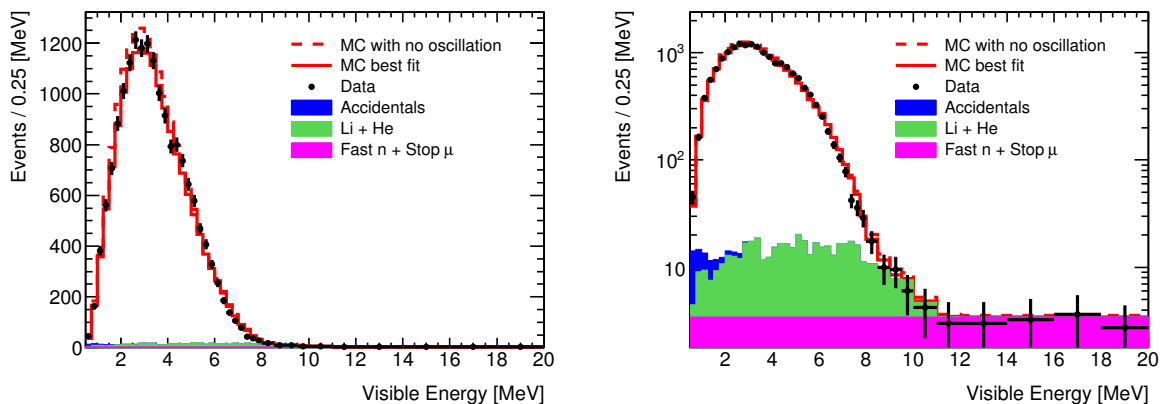 Events / 0.25 [MeV]
1200
1000
800
600
400
200
0
MC with no oscillation
MC best fit
Data
Accidentals
Li + He
Fast n + Stop μ
2 4 6 8 10 12 14 16 18 20
Visible Energy [MeV]
Events / 0.25 [MeV]
10³
10²
10
MC with no oscillation
MC best fit
Data
Accidentals
Li + He
Fast n + Stop μ
2 4 6 8 10 12 14 16 18 20
Visible Energy [MeV]